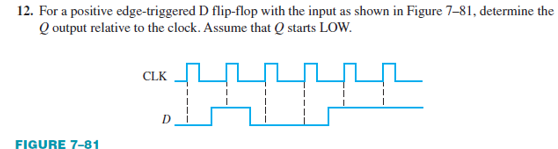 12. For a positive edge-triggered D flip-flop with the input as shown in Figure 7–81, determine the
Q output relative to the clock. Assume that Q starts LOW.
CLK
D
FIGURE 7–81